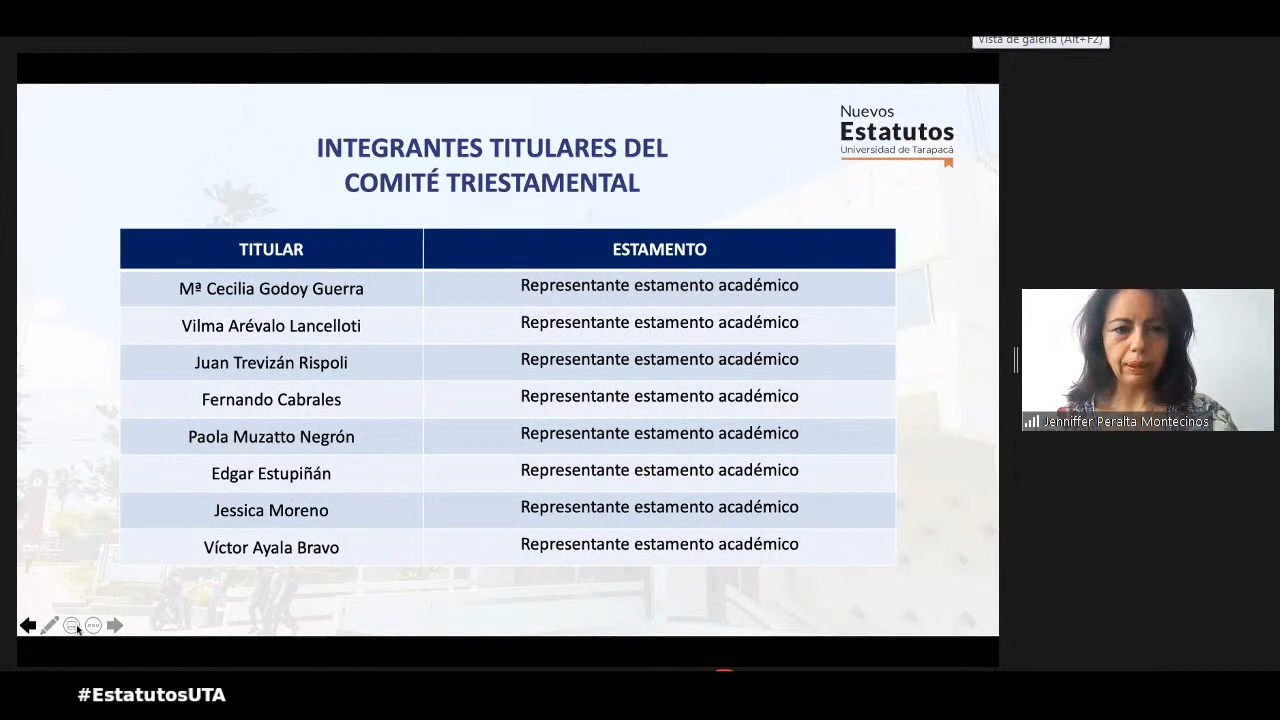 Vista de galería (Alt+F2)
Nuevos
Estatutos
Universidad de Tarapacá
INTEGRANTES TITULARES DEL
COMITÉ TRIESTAMENTAL
TITULAR ESTAMENTO
Mª Cecilia Godoy Guerra Representante estamento académico
Vilma Arévalo Lancelloti Representante estamento académico
Juan Trevizán Rispoli Representante estamento académico
Fernando Cabrales Representante estamento académico
Paola Muzatto Negrón Representante estamento académico
Edgar Estupiñán Representante estamento académico
Jessica Moreno Representante estamento académico
Víctor Ayala Bravo Representante estamento académico
Jenniffer Peralta Montecinos
#EstatutosUTA